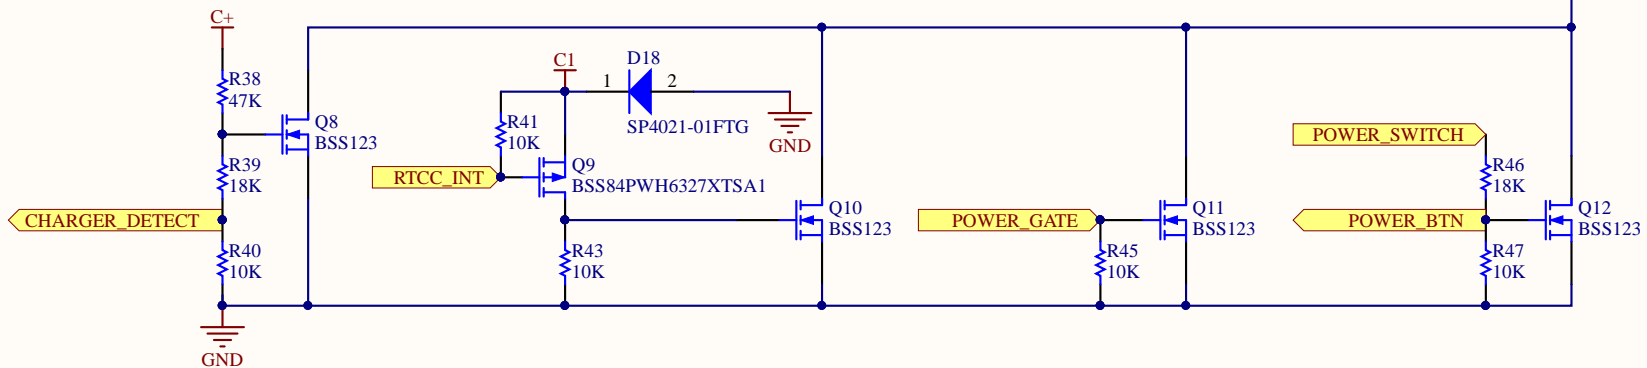 C+
R38
47K
Q8
BSS123
R39
18K
CHARGER_DETECT
R40
10K
GND
C1
D18
1
2
SP4021-01FTG
GND
R41
10K
RTCC_INT
Q9
BSS84PWH6327XTSA1
R43
10K
Q10
BSS123
POWER_GATE
R45
10K
Q11
BSS123
POWER_SWITCH
R46
18K
POWER_BTN
R47
10K
Q12
BSS123